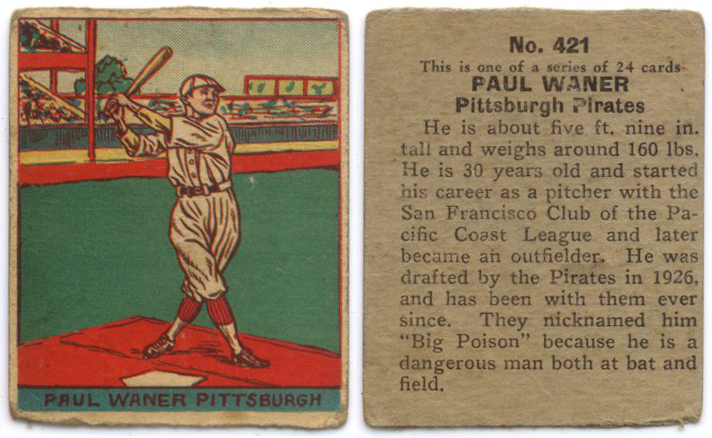 PAUL WANER PITTSBURGH
No. 421
This is one of a series of 24 cards
PAUL WANER
Pittsburgh Pirates
He is about five ft. nine in.
tall and weighs around 160 lbs.
He is 30 years old and started
his career as a pitcher with the
San Francisco Club of the Pa-
cific Coast League and later
became an outfielder. He was
drafted by the Pirates in 1926,
and has been with them ever
since. They nicknamed him
"Big Poison" because he is a
dangerous man both at bat and
field.